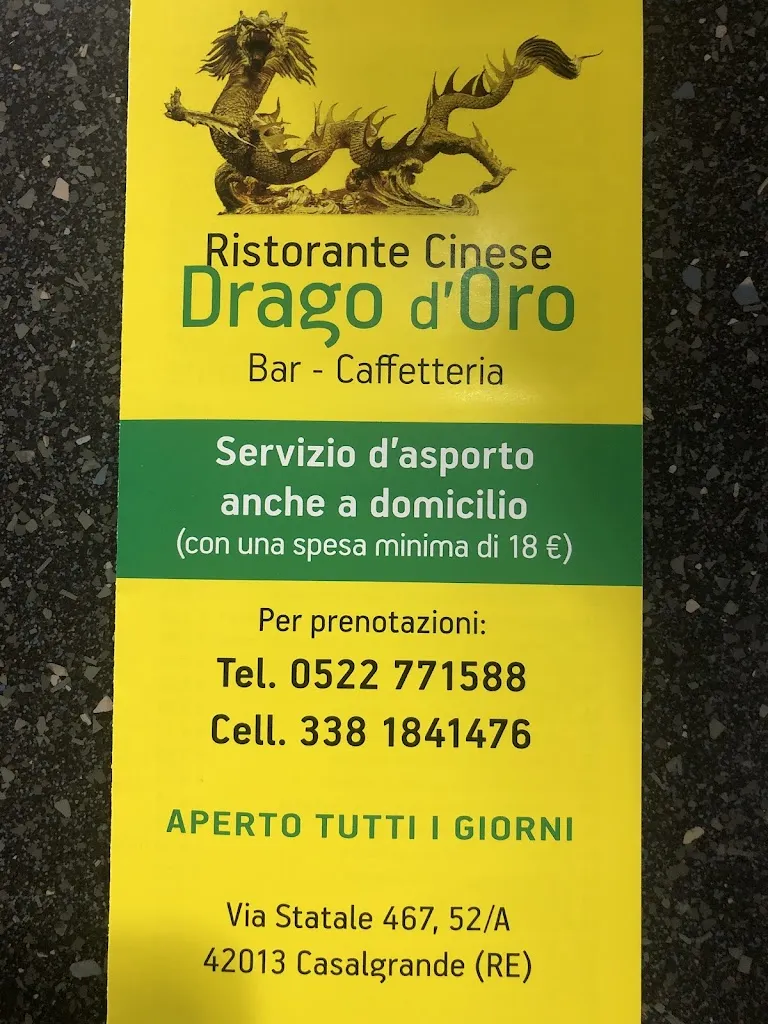 Ristorante Cinese
Drago d'Oro
Bar - Caffetteria
Servizio d'asporto
anche a domicilio
(con una spesa minima di 18 €)
Per prenotazioni:
Tel. 0522 771588
Cell. 338 1841476
APERTO TUTTI I GIORNI
Via Statale 467, 52/A
42013 Casalgrande (RE)